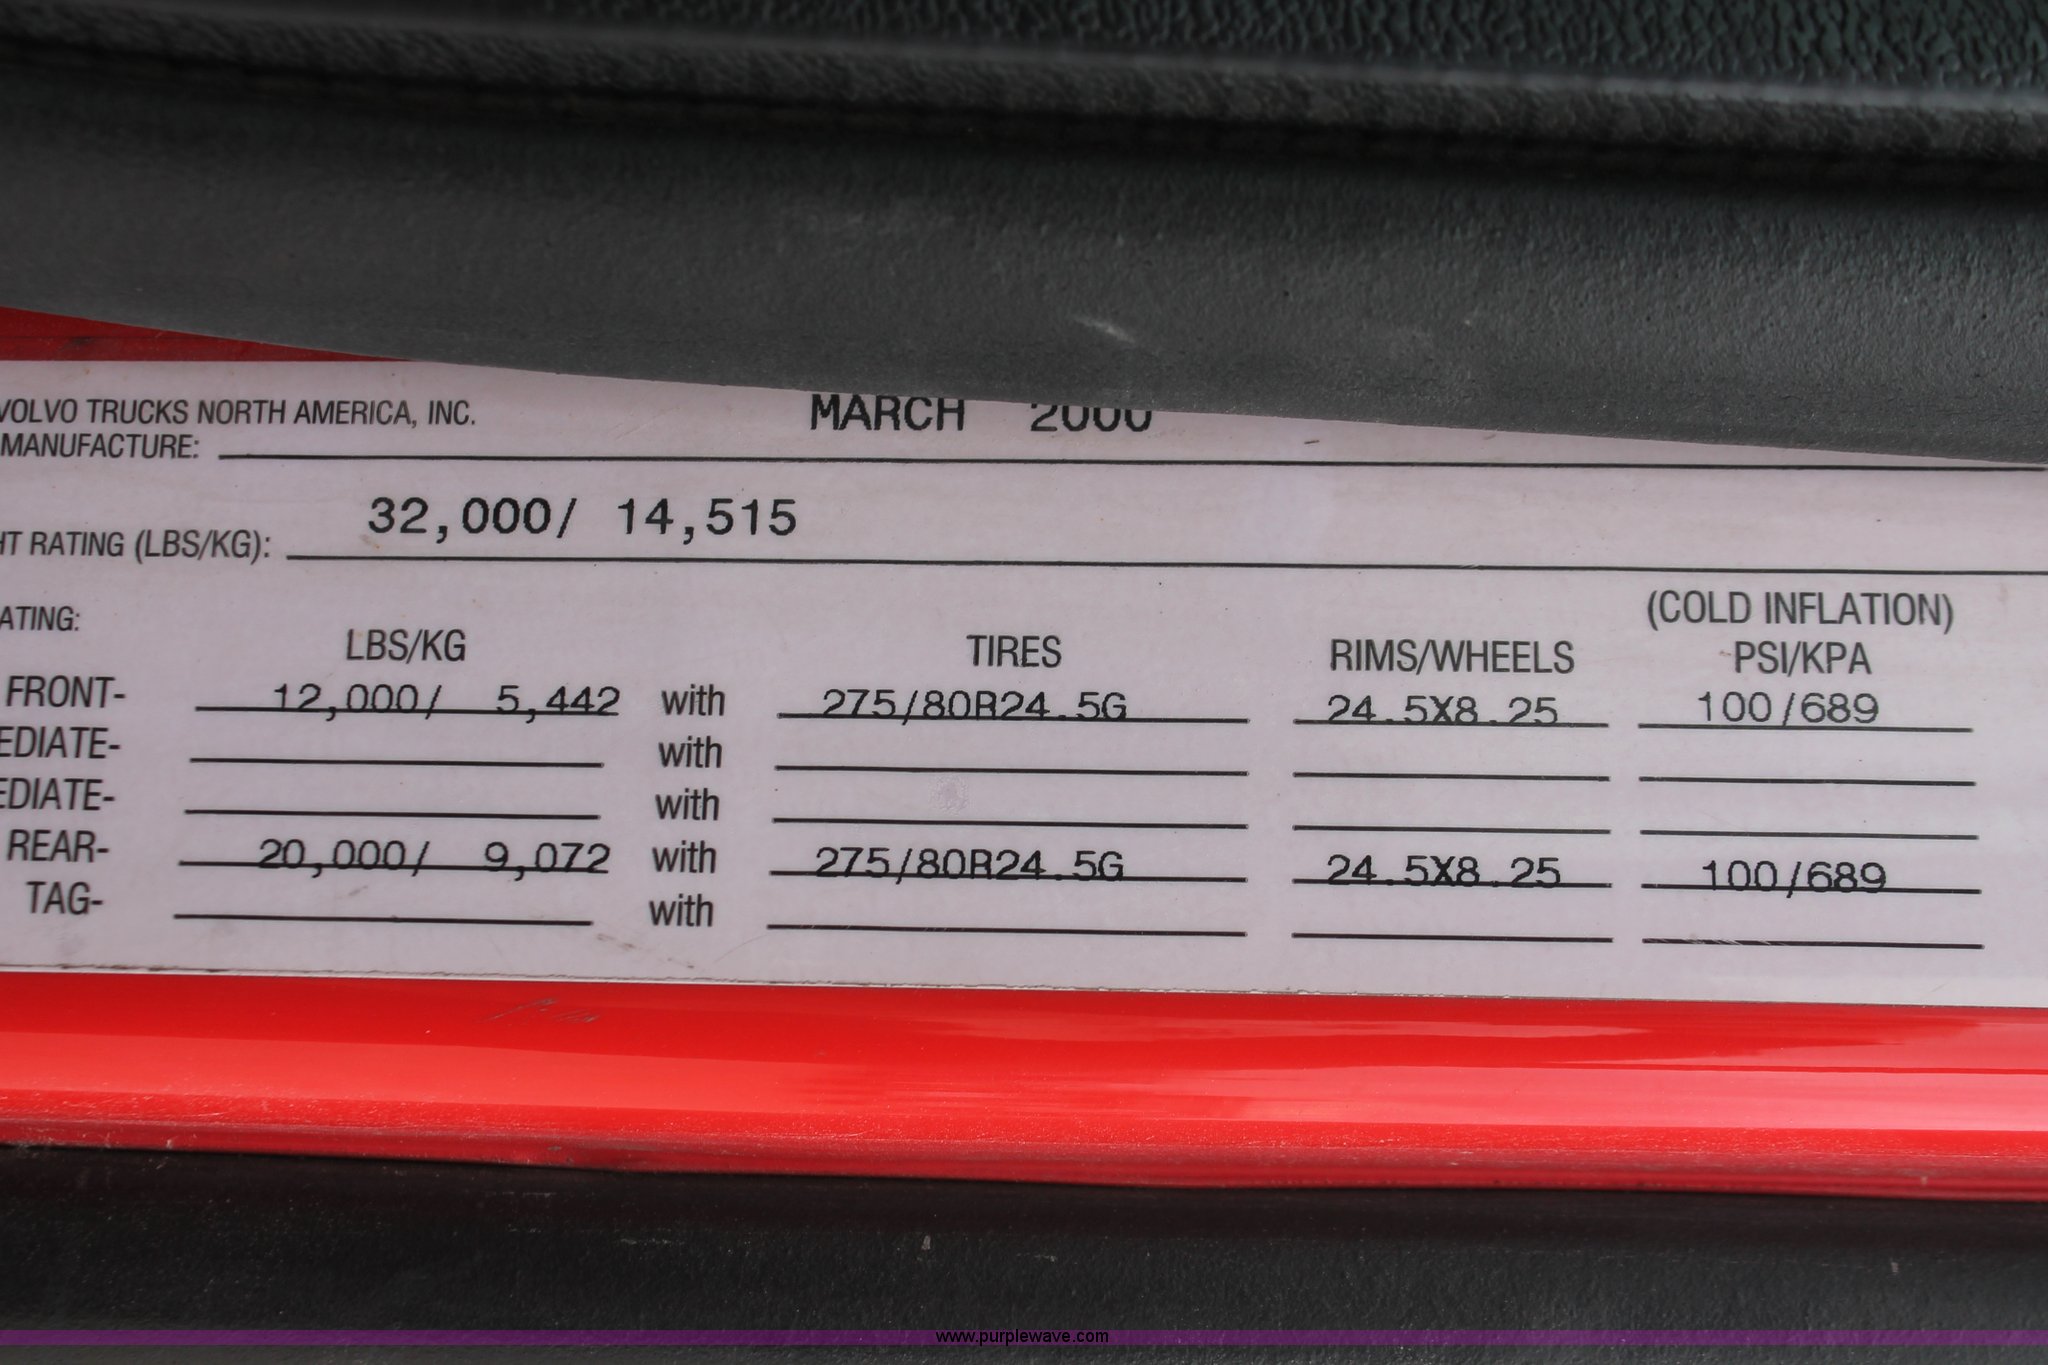 VOLVO TRUCKS NORTH AMERICA, INC.
MANUFACTURE: MARCH 2000
RATING (LBS/KG): 32,000/ 14,515
(COLD INFLATION)
LBS/KG TIRES RIMS/WHEELS PSI/KPA
FRONT- 12,000/ 5,442 with 275/80R24.5G 24.5X8.25 100/689
EDIATE- with
EDIATE- with
REAR- 20,000/ 9,072 with 275/80R24.5G 24.5X8.25 100/689
TAG- with
www.purplewave.com